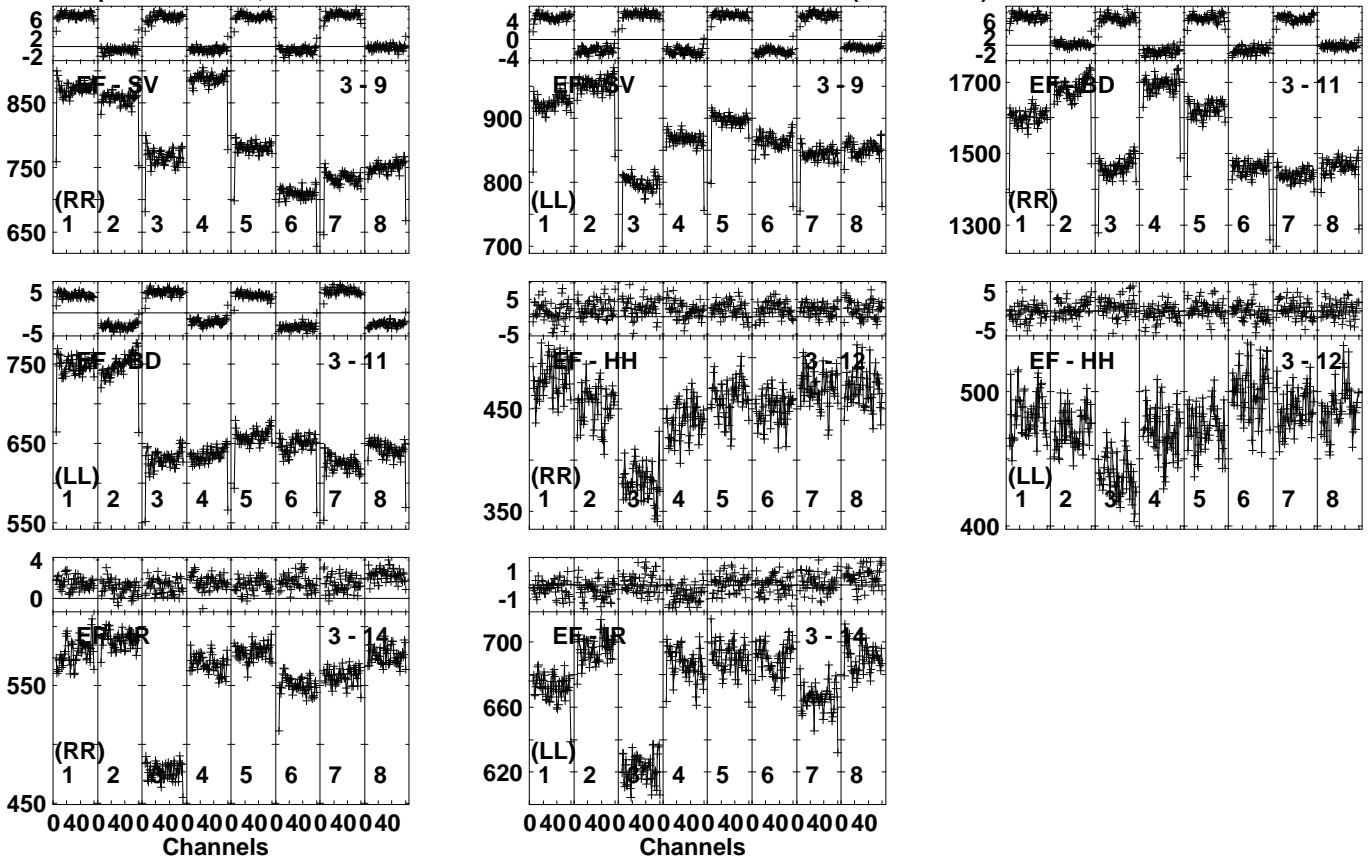 6 2 -2
EF - SV 3 - 9
850 750 650
(RR)
1 2 3 4 5 6 7 8
4 0 -4
EF - SV 3 - 9
900 800 700
(LL)
1 2 3 4 5 6 7 8
6 2 -2
EF - BD 3 - 11
1700 1500 1300
(RR)
1 2 3 4 5 6 7 8
5 -5
EF - BD 3 - 11
750 650 550
(LL)
1 2 3 4 5 6 7 8
5 -5
EF - HH 3 - 12
450 350
(RR)
1 2 3 4 5 6 7 8
5 -5
EF - HH 3 - 12
500 400
(LL)
1 2 3 4 5 6 7 8
4 0
EF - IR 3 - 14
550 450
(RR)
1 2 3 4 5 6 7 8
0 40 0 40 0 40 0 40 0 40 0 40 0 40 0 40
Channels
1 -1
EF - IR 3 - 14
700 660 620
(LL)
1 2 3 4 5 6 7 8
0 40 0 40 0 40 0 40 0 40 0 40 0 40 0 40
Channels